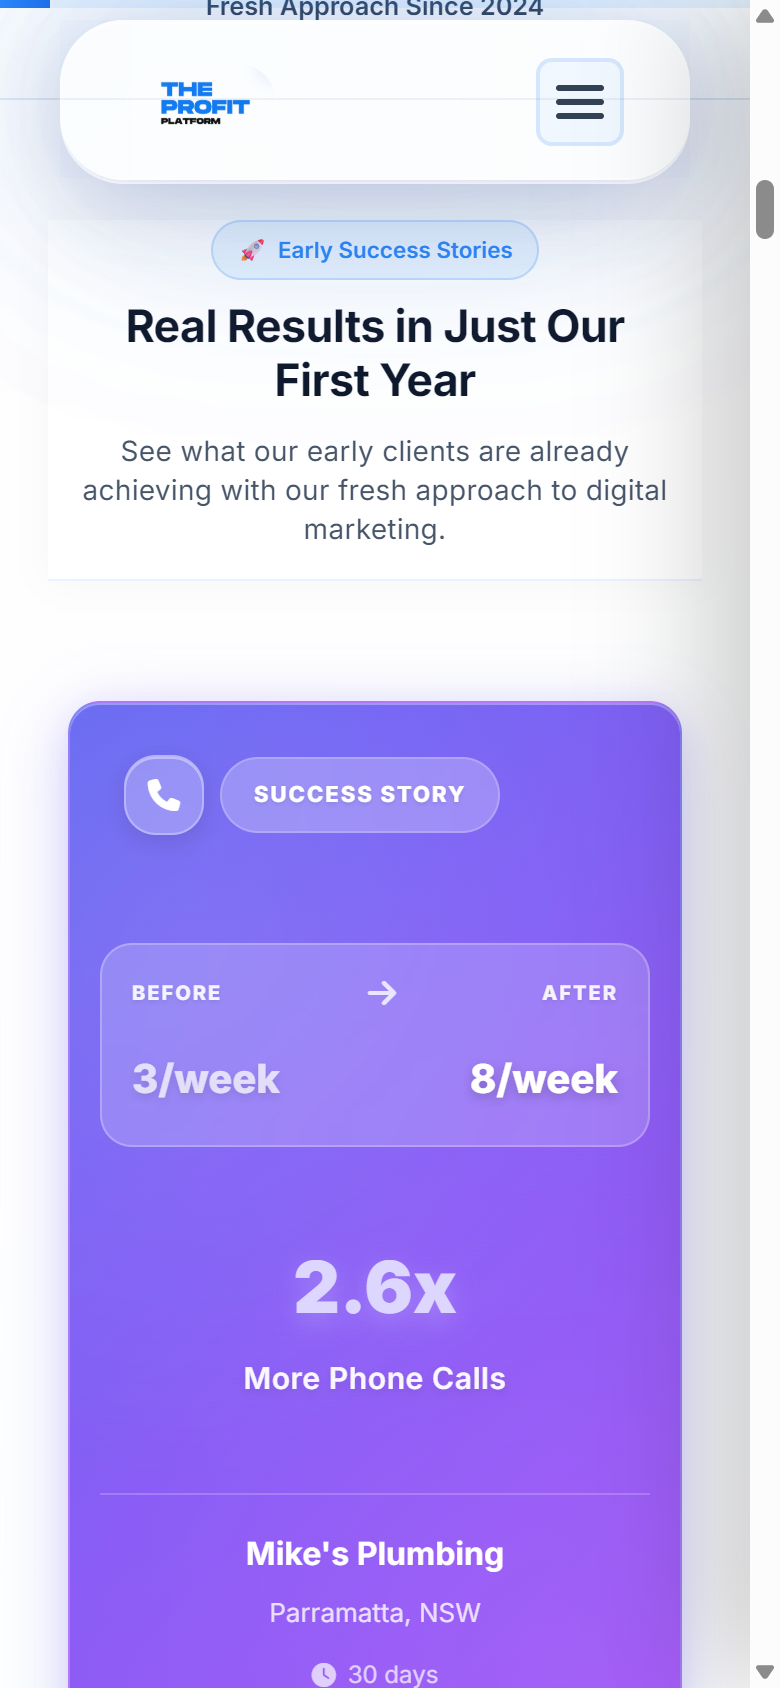 Fresh Approach Since 2024
THE
PROFIT
PLATFORM
🚀 Early Success Stories
Real Results in Just Our
First Year
See what our early clients are already
achieving with our fresh approach to digital
marketing.
SUCCESS STORY
BEFORE → AFTER
3/week 8/week
2.6x
More Phone Calls
Mike's Plumbing
Parramatta, NSW
30 days